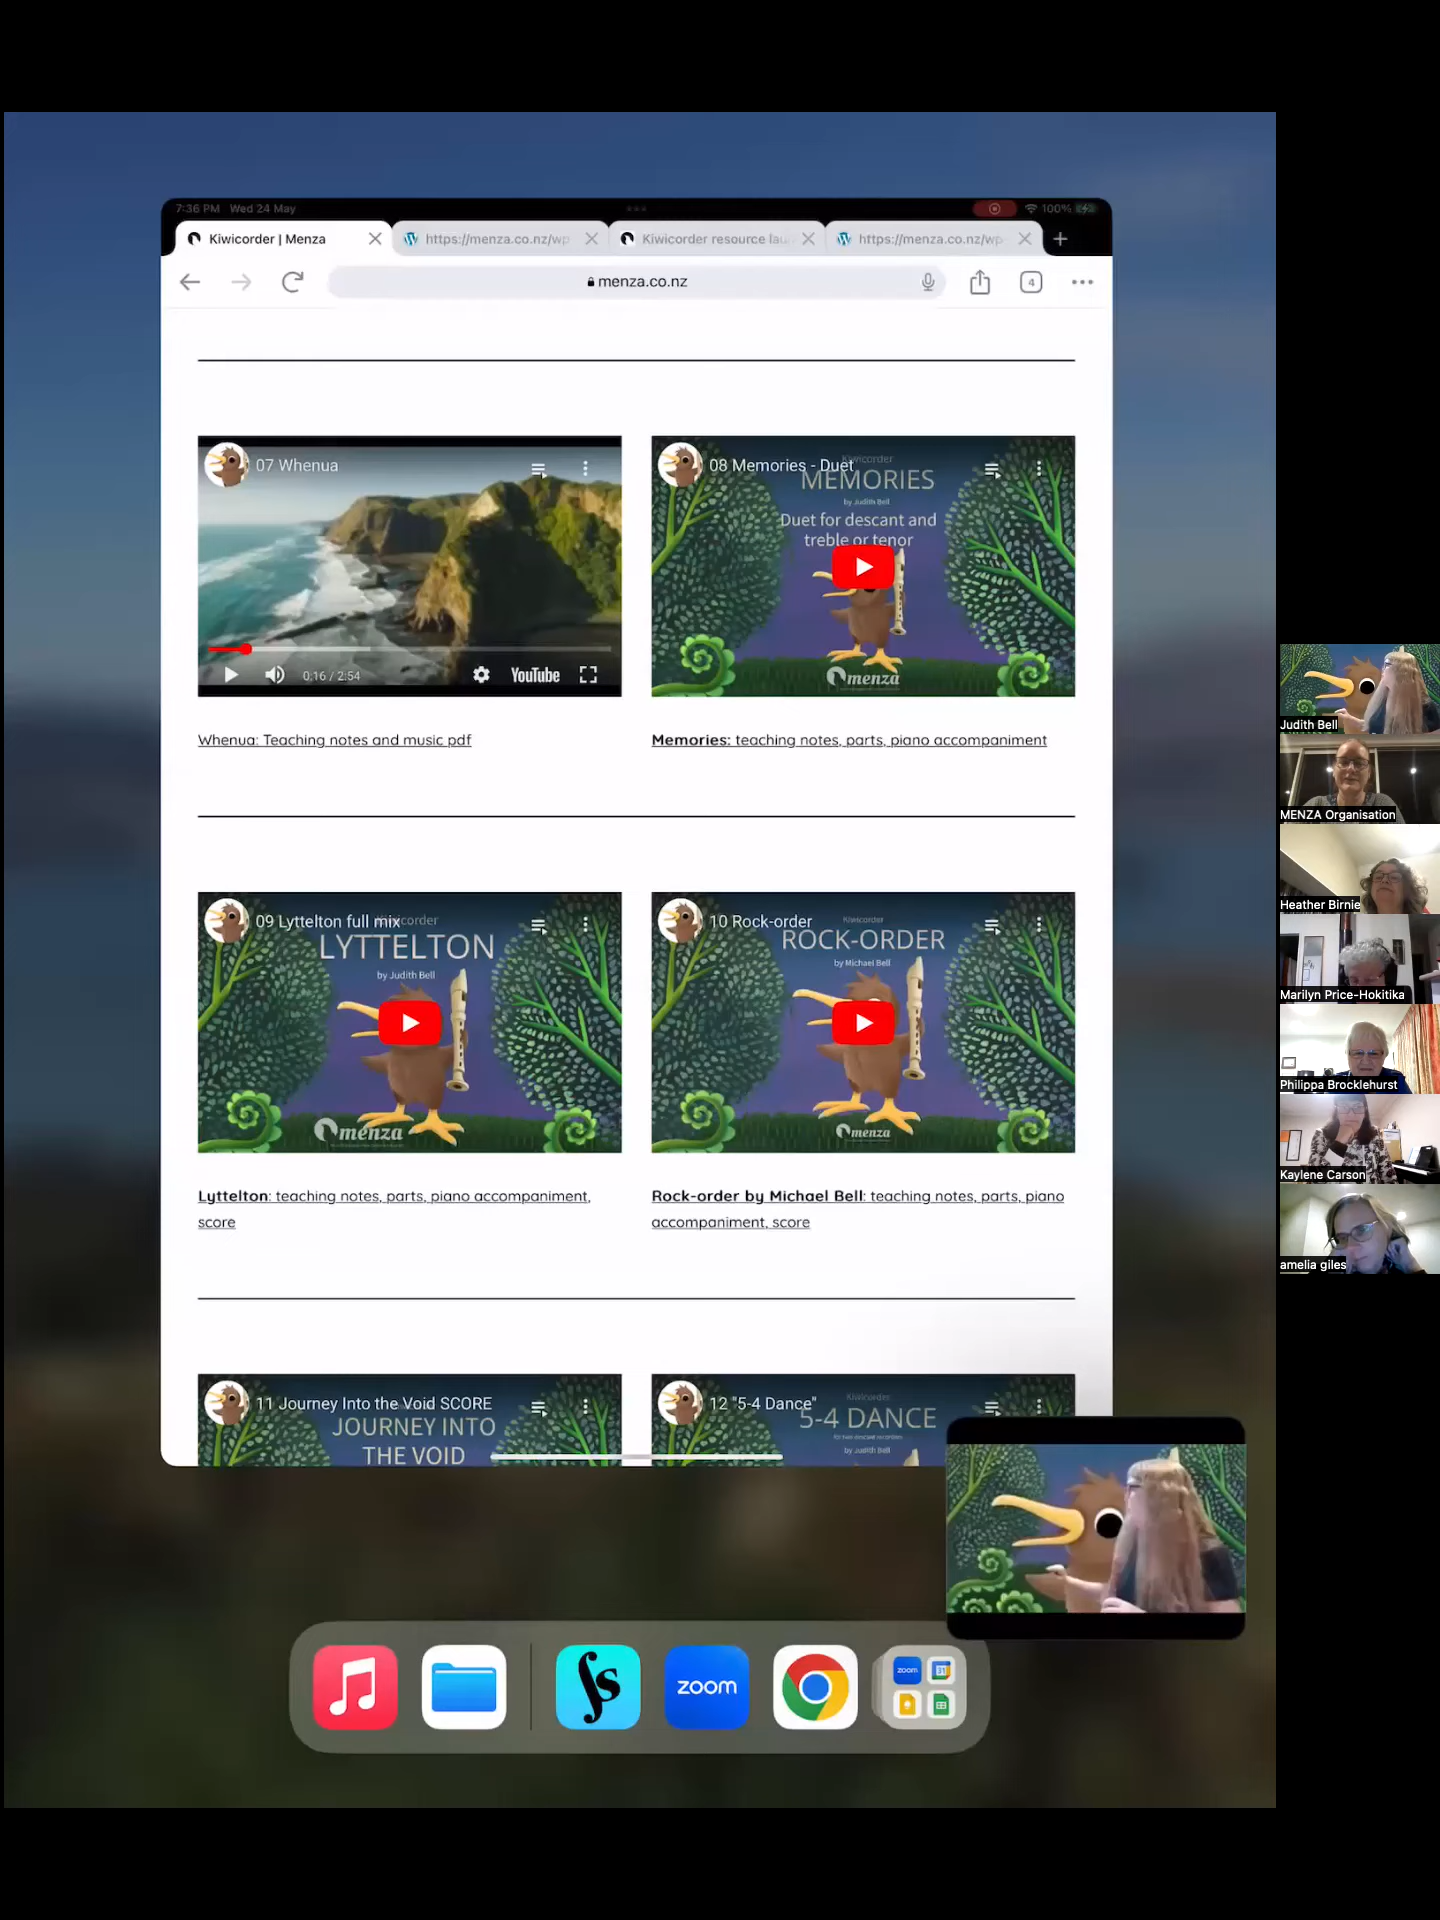 7:36 PM Wed 24 May
100%
Kiwicorder | Menza
https://menza.co.nz/wp
Kiwicorder resource lau
https://menza.co.nz/wp
menza.co.nz
4
07 Whenua
0:16 / 2:54
YouTube
08 Memories - Duet
Kiwicorder
MEMORIES
by Judith Bell
Duet for descant and
treble or tenor
menza
Whenua: Teaching notes and music pdf
Memories: teaching notes, parts, piano accompaniment
09 Lyttelton full mix
Kiwicorder
LYTTELTON
by Judith Bell
menza
10 Rock-order
Kiwicorder
ROCK-ORDER
by Michael Bell
menza
Lyttelton: teaching notes, parts, piano accompaniment,
score
Rock-order by Michael Bell: teaching notes, parts, piano
accompaniment, score
11 Journey Into the Void SCORE
JOURNEY INTO
THE VOID
12 "5-4 Dance"
Kiwicorder
5-4 DANCE
for two descant recorders
by Judith Bell
zoom
zoom
31
Judith Bell
MENZA Organisation
Heather Birnie
Marilyn Price-Hokitika
Philippa Brocklehurst
Kaylene Carson
amelia giles